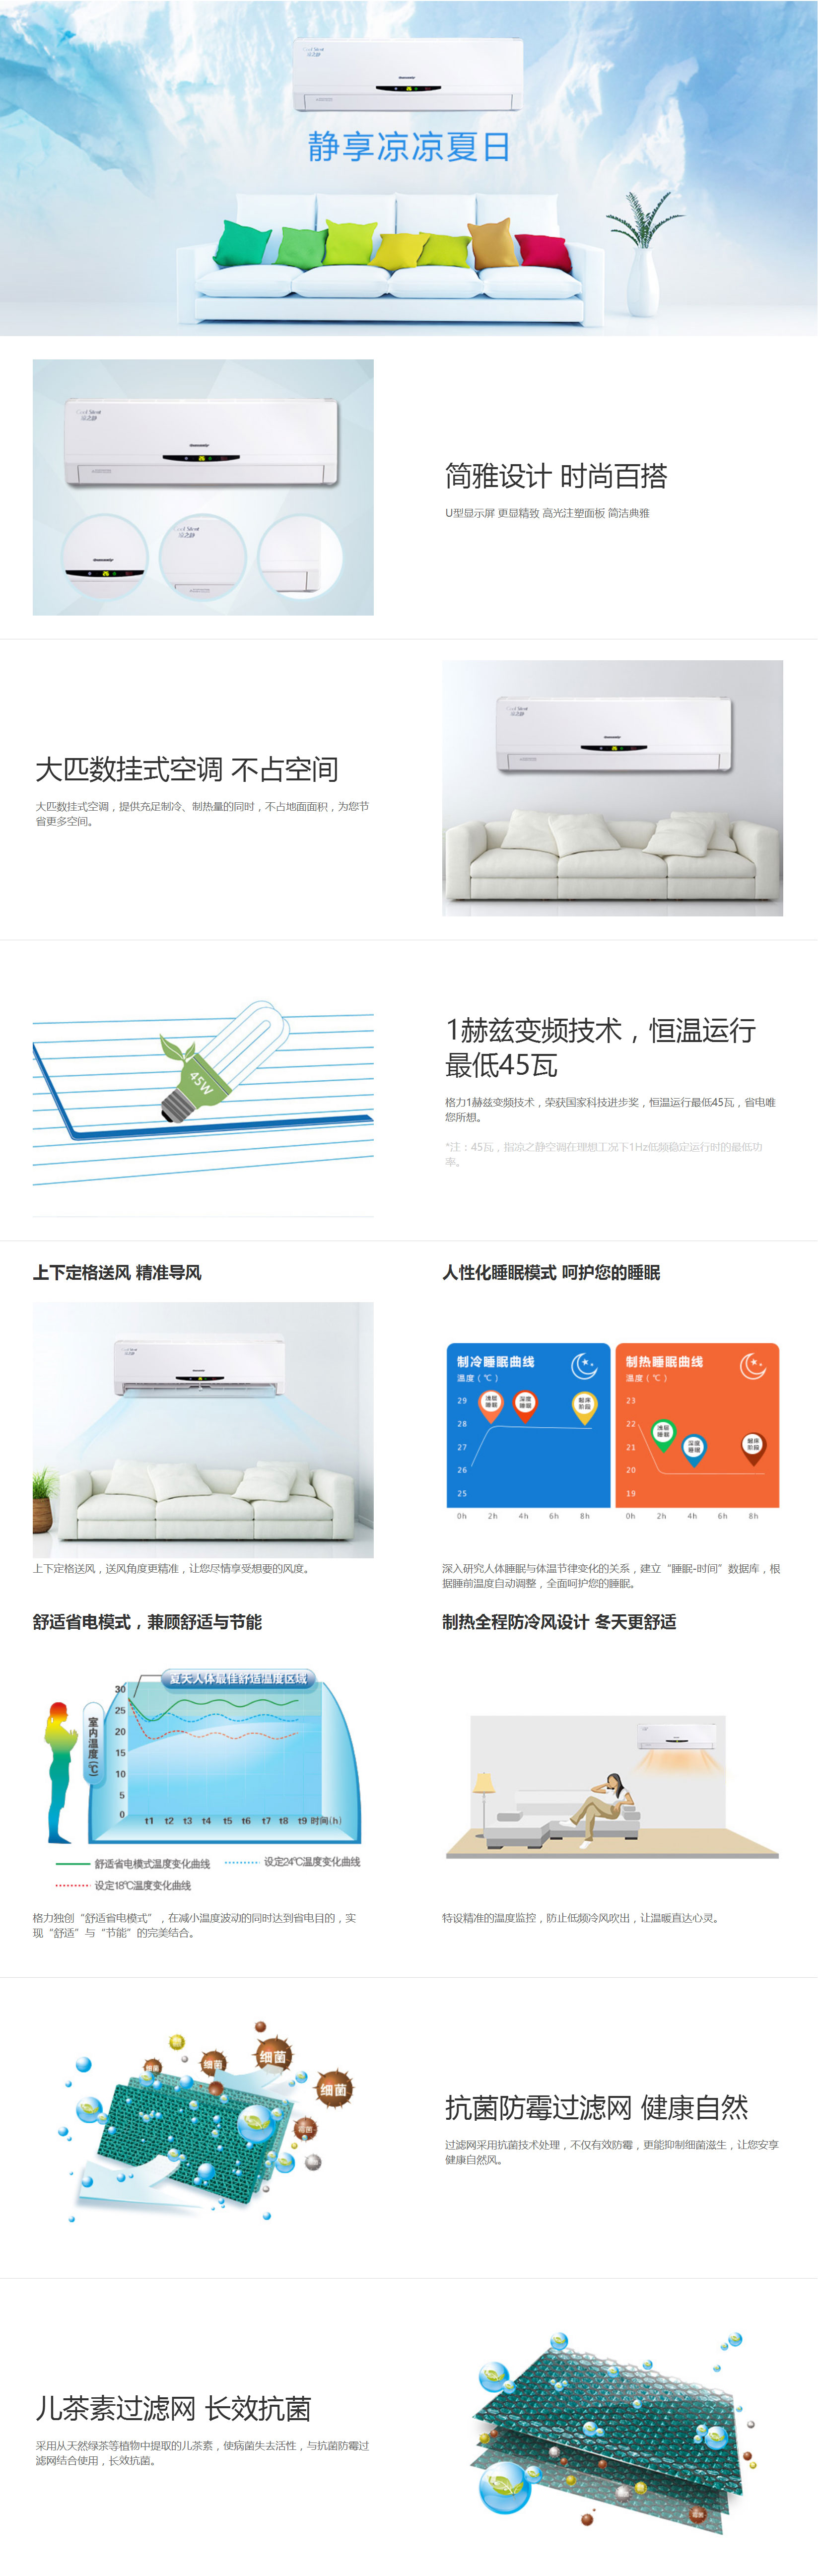 Cool Silent
凉之静
静享凉凉夏日
Cool Silent
凉之静
简雅设计 时尚百搭
U型显示屏 更显精致 高光注塑面板 简洁典雅
大匹数挂式空调 不占空间
大匹数挂式空调，提供充足制冷、制热量的同时，不占地面面积，为您节
省更多空间。
Cool Silent
凉之静
45W
1赫兹变频技术，恒温运行
最低45瓦
格力1赫兹变频技术，荣获国家科技进步奖，恒温运行最低45瓦，省电唯
您所想。
*注：45瓦，指凉之静空调在理想工况下1Hz低频稳定运行时的最低功
率。
上下定格送风 精准导风
上下定格送风，送风角度更精准，让您尽情享受想要的风度。
人性化睡眠模式 呵护您的睡眠
制冷睡眠曲线
温度（℃）
29
28
27
26
25
浅层
睡眠
深度
睡眠
起床
阶段
0h 2h 4h 6h 8h
制热睡眠曲线
温度（℃）
23
22
21
20
19
浅层
睡眠
深度
睡眠
起床
阶段
0h 2h 4h 6h 8h
深入研究人体睡眠与体温节律变化的关系，建立“睡眠-时间”数据库，根
据睡前温度自动调整，全面呵护您的睡眠。
舒适省电模式，兼顾舒适与节能
夏天人体最佳舒适温度区域
室内温度(℃)
30
25
20
15
10
5
0
t1 t2 t3 t4 t5 t6 t7 t8 t9 时间(h)
舒适省电模式温度变化曲线
设定24℃温度变化曲线
设定18℃温度变化曲线
格力独创“舒适省电模式”，在减小温度波动的同时达到省电目的，实
现“舒适”与“节能”的完美结合。
制热全程防冷风设计 冬天更舒适
特设精准的温度监控，防止低频冷风吹出，让温暖直达心灵。
细菌
细菌
细菌
细菌
抗菌防霉过滤网 健康自然
过滤网采用抗菌技术处理，不仅有效防霉，更能抑制细菌滋生，让您安享
健康自然风。
儿茶素过滤网 长效抗菌
采用从天然绿茶等植物中提取的儿茶素，使病菌失去活性，与抗菌防霉过
滤网结合使用，长效抗菌。